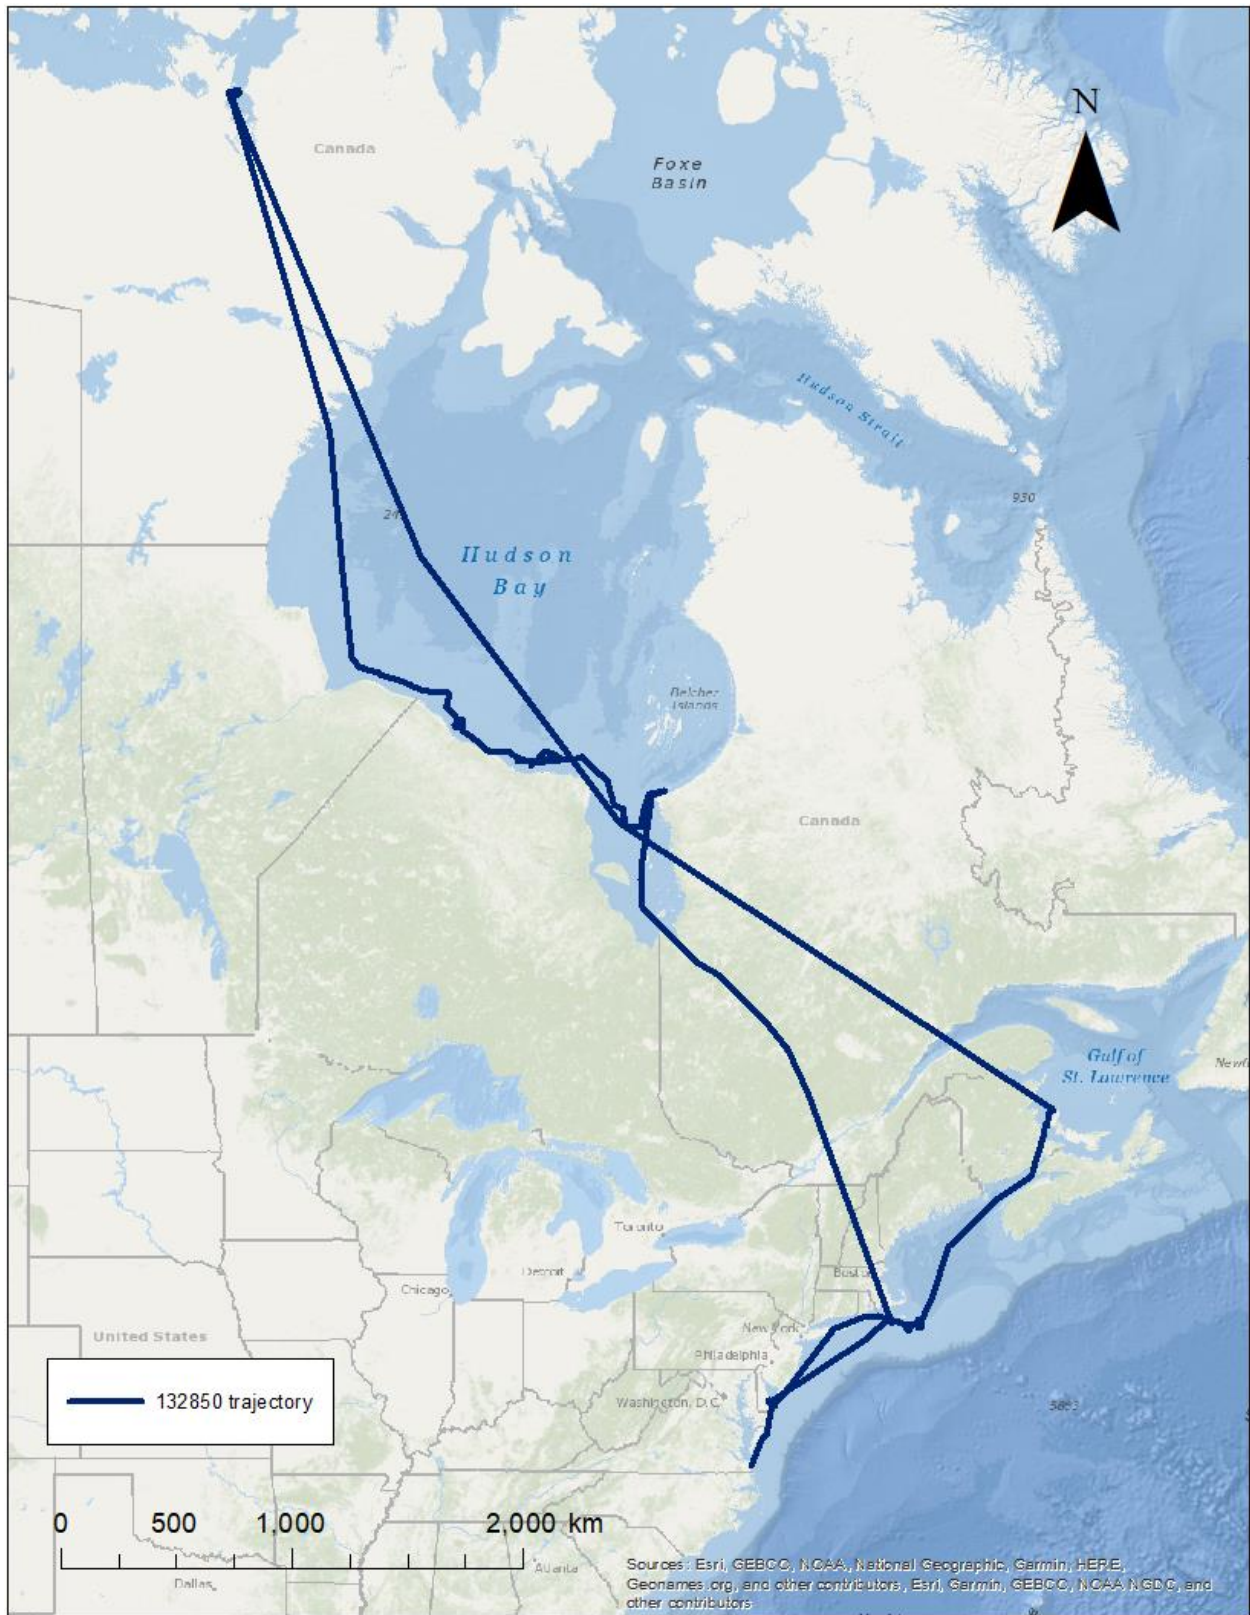 N
Canada
Foxe
Basin
Hudson Strait
930
24
Hudson
Bay
Belcher
Islands
Canada
Gulf of
St. Lawrence
Toronto
Detroit
Boston
Chicago
New York
United States
Philadelphia
Washington, D.C.
132850 trajectory
0 500 1,000 2,000 km
Atlanta
Dallas
Sources: Esri, GEBCO, NOAA, National Geographic, Garmin, HERE,
Geonames.org, and other contributors, Esri, Garmin, GEBCO, NOAA NGDC, and
other contributors